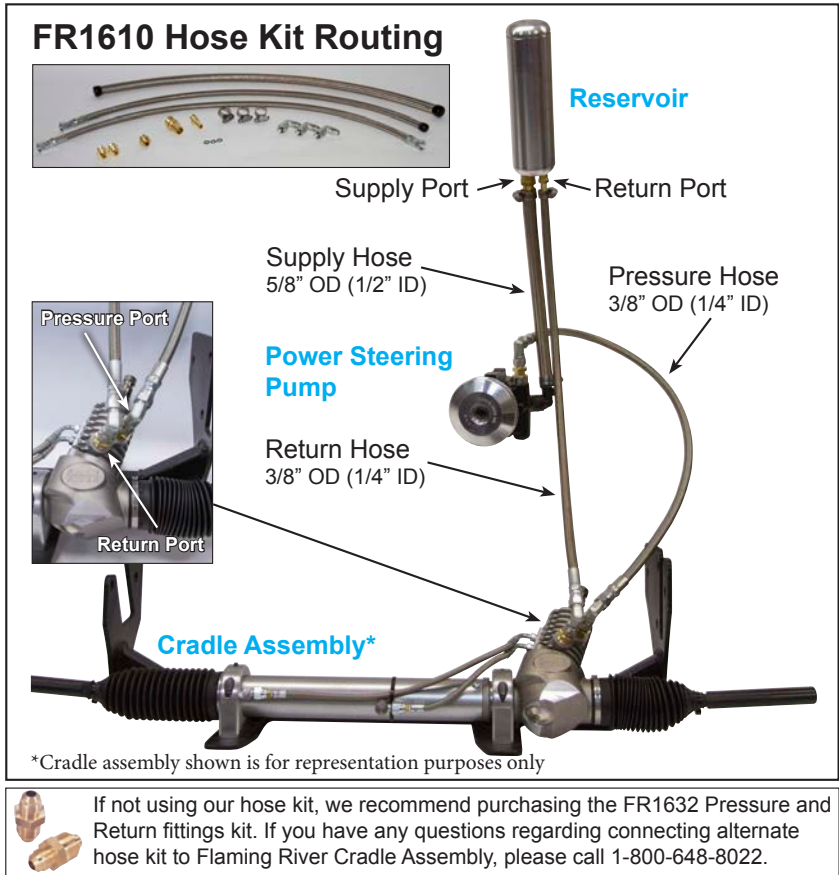 FR1610 Hose Kit Routing
Reservoir
Supply Port
Return Port
Supply Hose
5/8” OD (1/2” ID)
Pressure Hose
3/8” OD (1/4” ID)
Pressure Port
Power Steering
Pump
Return Hose
3/8” OD (1/4” ID)
Return Port
Cradle Assembly*
*Cradle assembly shown is for representation purposes only
If not using our hose kit, we recommend purchasing the FR1632 Pressure and
Return fittings kit. If you have any questions regarding connecting alternate
hose kit to Flaming River Cradle Assembly, please call 1-800-648-8022.